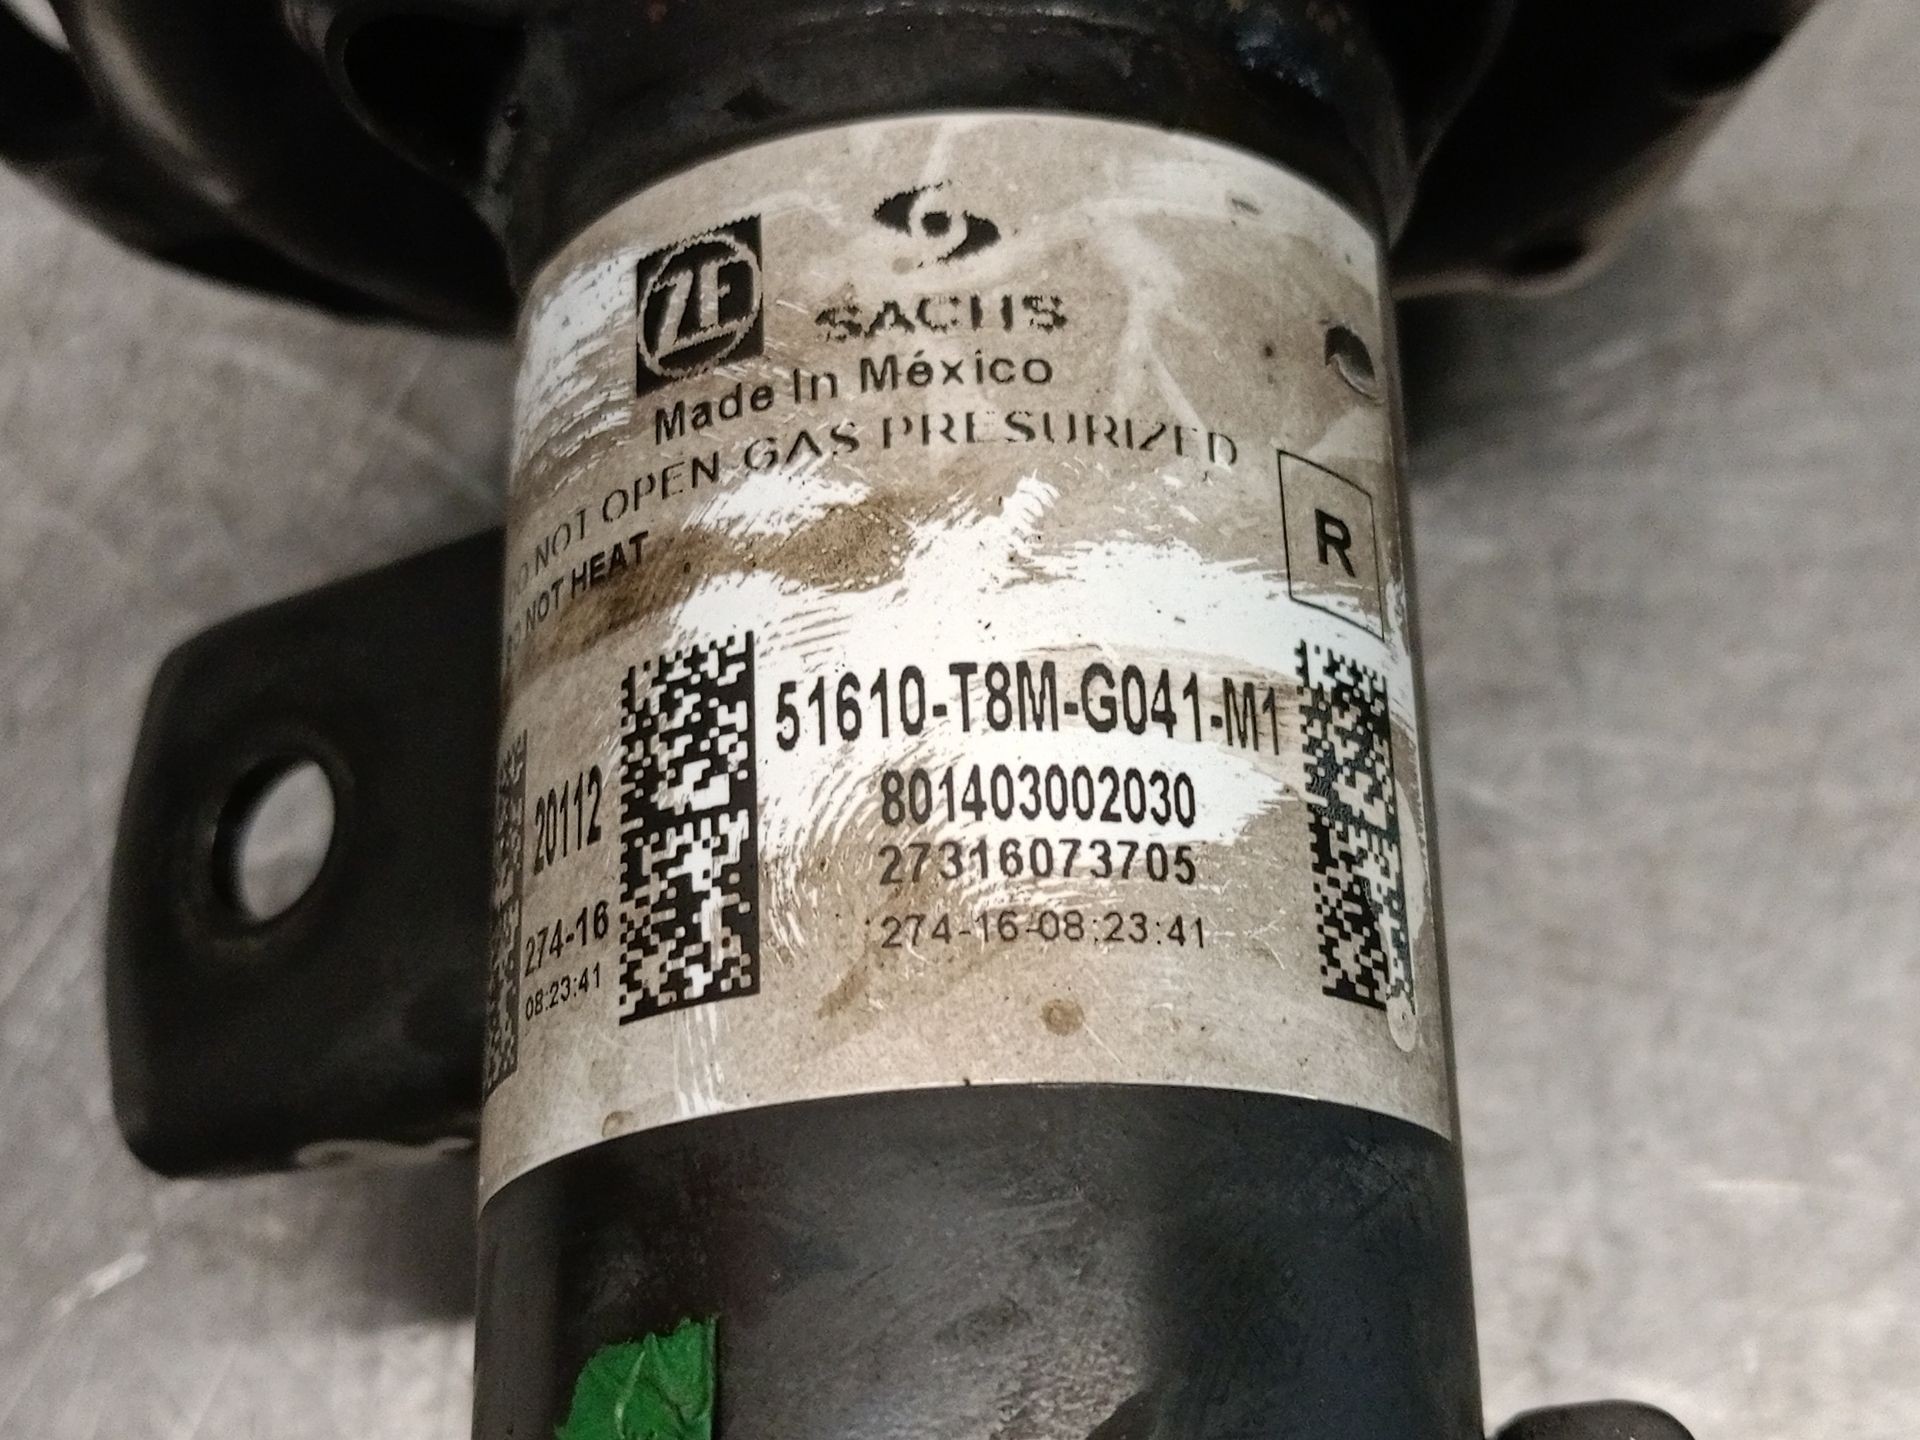 ZF
SACHS
Made In México
DO NOT OPEN GAS PRESURIZED
DO NOT HEAT
R
51610-T8M-G041-M1
801403002030
27316073705
274-16-08:23:41
20112
274-16
08:23:41